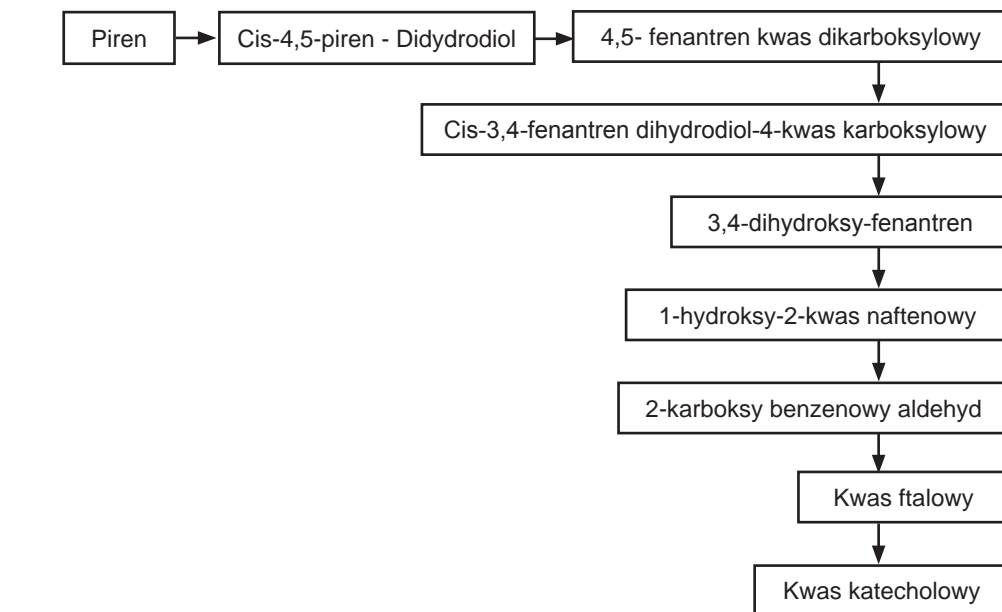 Piren
Cis-4,5-piren - Didydrodiol
4,5- fenantren kwas dikarboksylowy
Cis-3,4-fenantren dihydrodiol-4-kwas karboksylowy
3,4-dihydroksy-fenantren
1-hydroksy-2-kwas naftenowy
2-karboksy benzenowy aldehyd
Kwas ftalowy
Kwas katecholowy